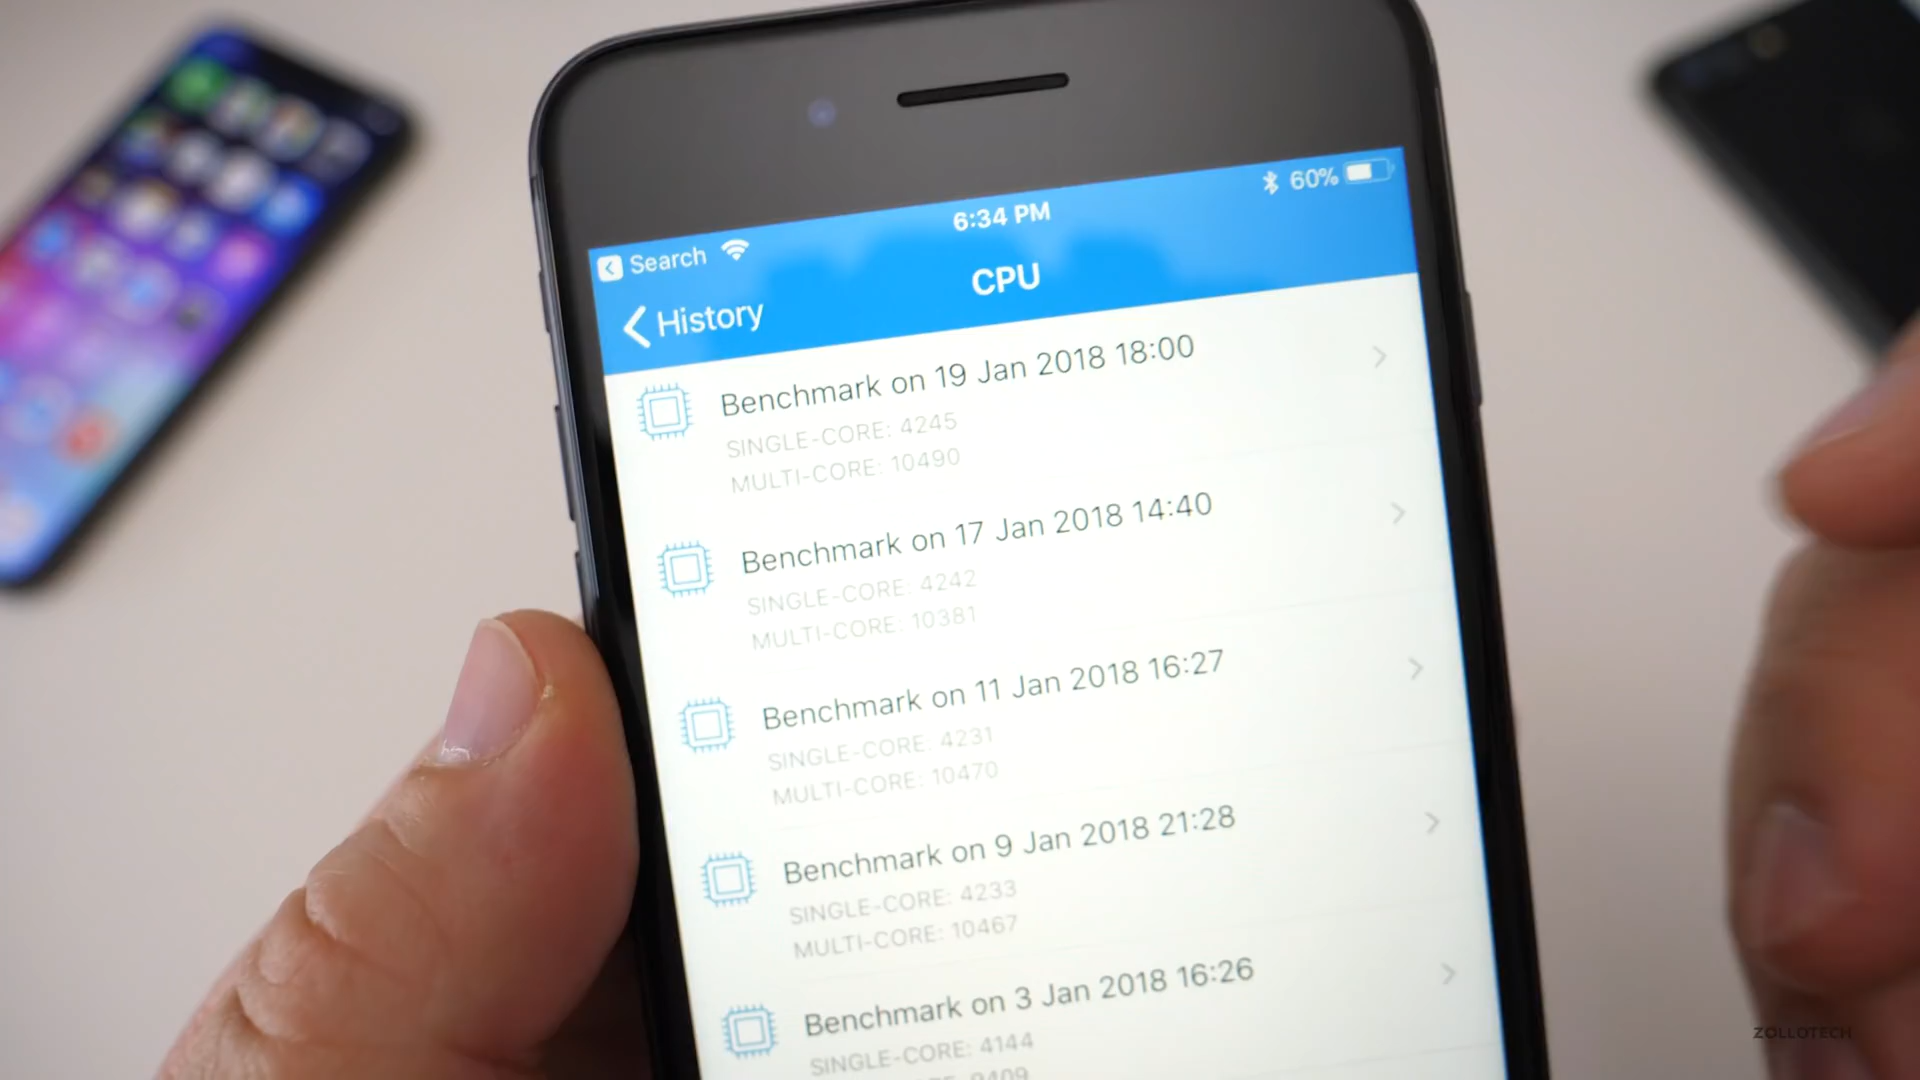 60%
6:34 PM
Search
CPU
History
Benchmark on 19 Jan 2018 18:00
SINGLE-CORE: 4245
MULTI-CORE: 10490
Benchmark on 17 Jan 2018 14:40
SINGLE-CORE: 4242
MULTI-CORE: 10381
Benchmark on 11 Jan 2018 16:27
SINGLE-CORE: 4231
MULTI-CORE: 10470
Benchmark on 9 Jan 2018 21:28
SINGLE-CORE: 4233
MULTI-CORE: 10467
Benchmark on 3 Jan 2018 16:26
SINGLE-CORE: 4144
ZOLLOTECH